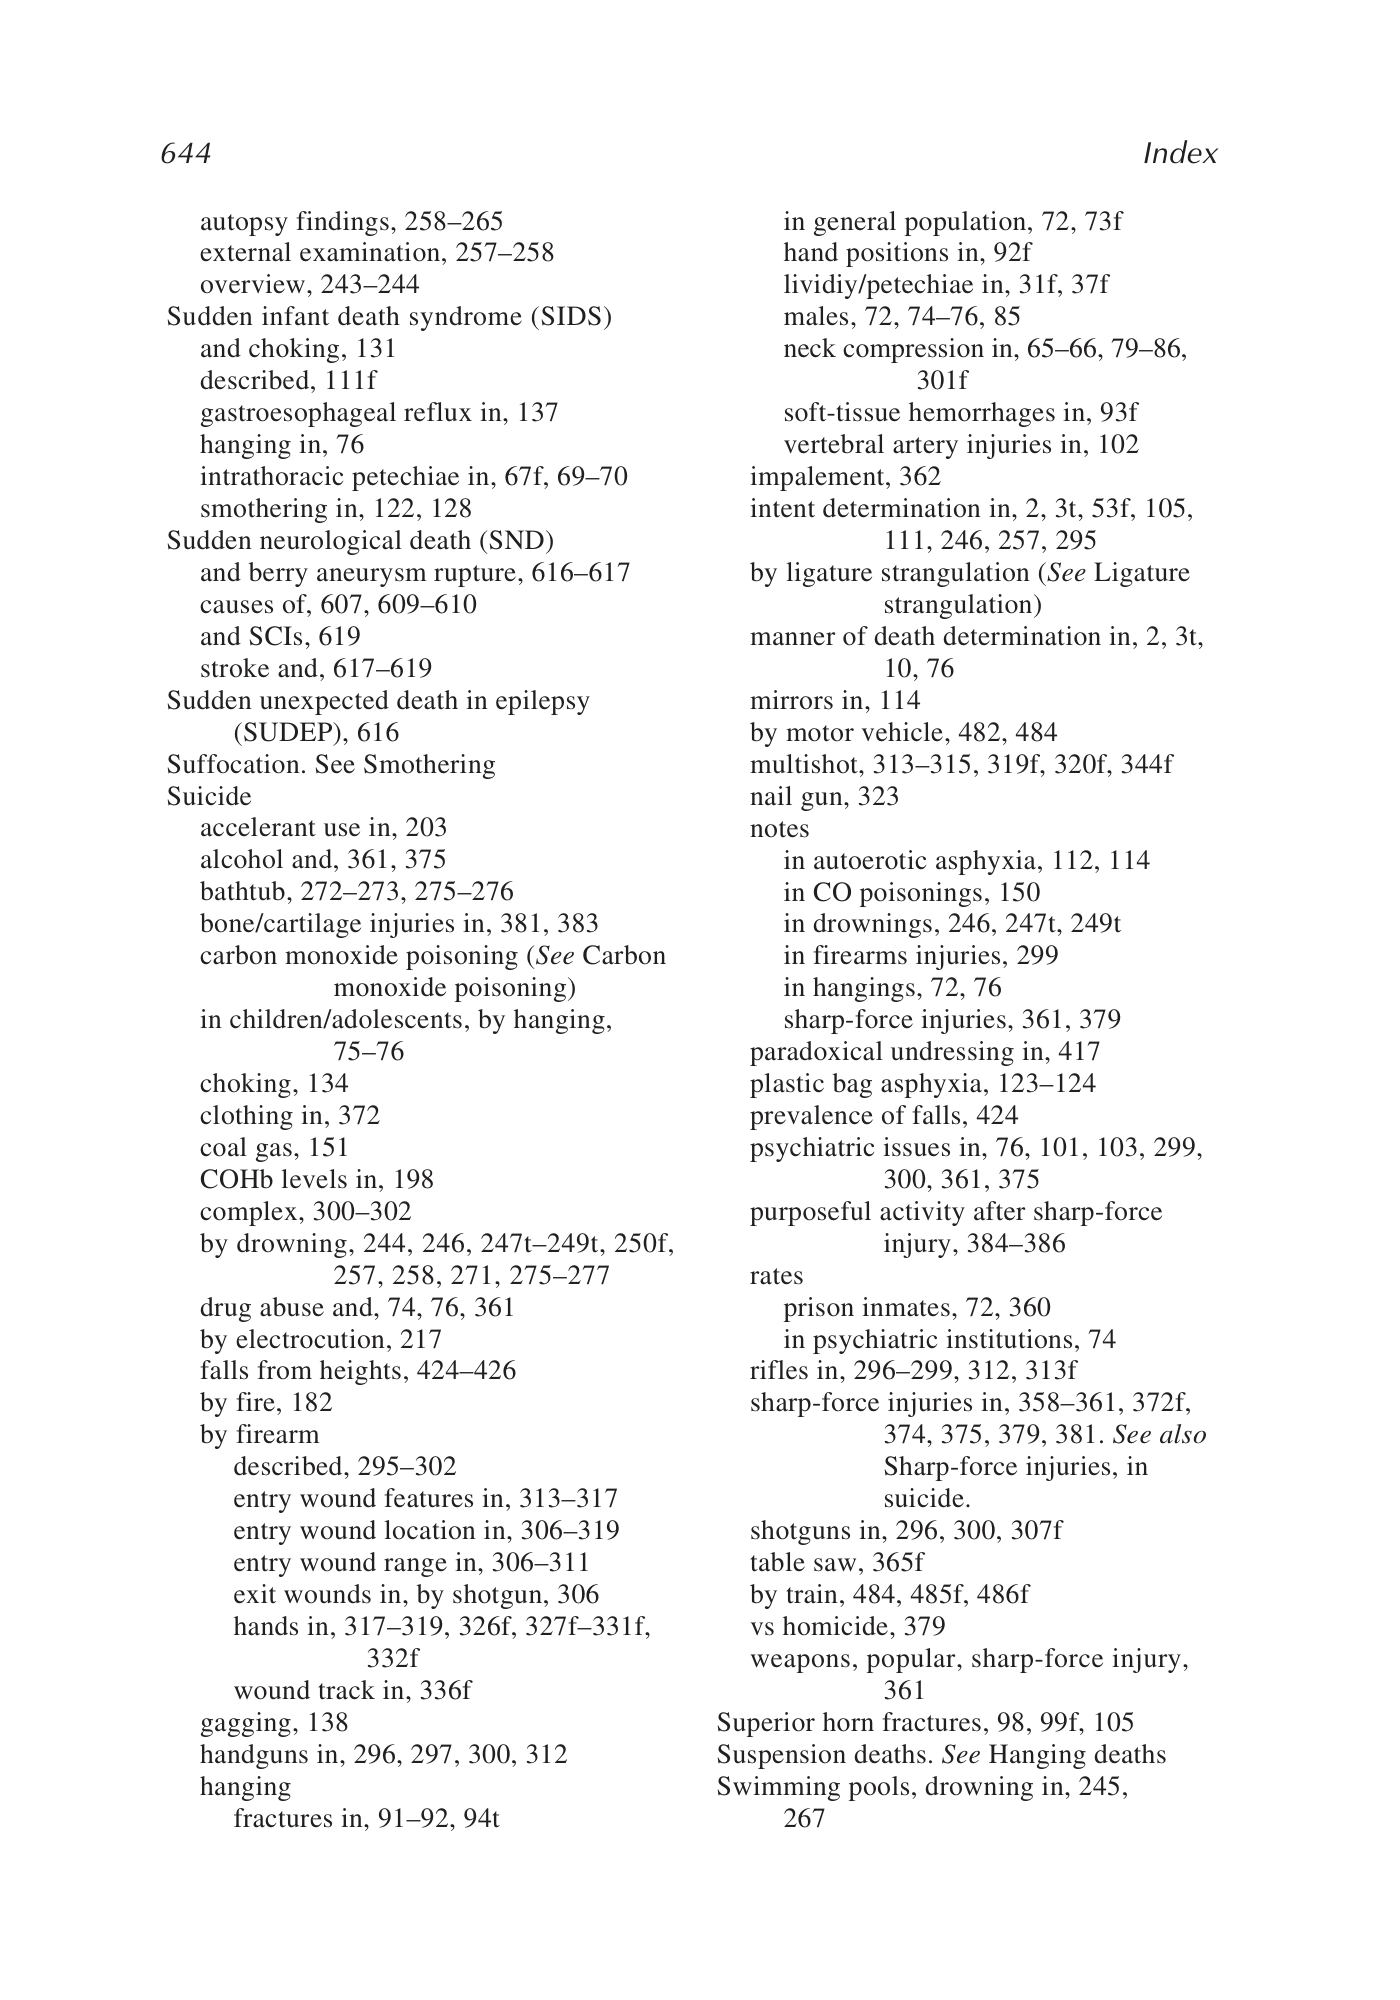 644
Index
autopsy findings, 258–265
external examination, 257–258
overview, 243–244
Sudden infant death syndrome (SIDS)
and choking, 131
described, 111f
gastroesophageal reflux in, 137
hanging in, 76
intrathoracic petechiae in, 67f, 69–70
smothering in, 122, 128
Sudden neurological death (SND)
and berry aneurysm rupture, 616–617
causes of, 607, 609–610
and SCIs, 619
stroke and, 617–619
Sudden unexpected death in epilepsy
(SUDEP), 616
Suffocation. See Smothering
Suicide
accelerant use in, 203
alcohol and, 361, 375
bathtub, 272–273, 275–276
bone/cartilage injuries in, 381, 383
carbon monoxide poisoning (See Carbon
monoxide poisoning)
in children/adolescents, by hanging,
75–76
choking, 134
clothing in, 372
coal gas, 151
COHb levels in, 198
complex, 300–302
by drowning, 244, 246, 247t–249t, 250f,
257, 258, 271, 275–277
drug abuse and, 74, 76, 361
by electrocution, 217
falls from heights, 424–426
by fire, 182
by firearm
described, 295–302
entry wound features in, 313–317
entry wound location in, 306–319
entry wound range in, 306–311
exit wounds in, by shotgun, 306
hands in, 317–319, 326f, 327f–331f,
332f
wound track in, 336f
gagging, 138
handguns in, 296, 297, 300, 312
hanging
fractures in, 91–92, 94t
in general population, 72, 73f
hand positions in, 92f
lividiy/petechiae in, 31f, 37f
males, 72, 74–76, 85
neck compression in, 65–66, 79–86,
301f
soft-tissue hemorrhages in, 93f
vertebral artery injuries in, 102
impalement, 362
intent determination in, 2, 3t, 53f, 105,
111, 246, 257, 295
by ligature strangulation (See Ligature
strangulation)
manner of death determination in, 2, 3t,
10, 76
mirrors in, 114
by motor vehicle, 482, 484
multishot, 313–315, 319f, 320f, 344f
nail gun, 323
notes
in autoerotic asphyxia, 112, 114
in CO poisonings, 150
in drownings, 246, 247t, 249t
in firearms injuries, 299
in hangings, 72, 76
sharp-force injuries, 361, 379
paradoxical undressing in, 417
plastic bag asphyxia, 123–124
prevalence of falls, 424
psychiatric issues in, 76, 101, 103, 299,
300, 361, 375
purposeful activity after sharp-force
injury, 384–386
rates
prison inmates, 72, 360
in psychiatric institutions, 74
rifles in, 296–299, 312, 313f
sharp-force injuries in, 358–361, 372f,
374, 375, 379, 381. See also
Sharp-force injuries, in
suicide.
shotguns in, 296, 300, 307f
table saw, 365f
by train, 484, 485f, 486f
vs homicide, 379
weapons, popular, sharp-force injury,
361
Superior horn fractures, 98, 99f, 105
Suspension deaths. See Hanging deaths
Swimming pools, drowning in, 245,
267